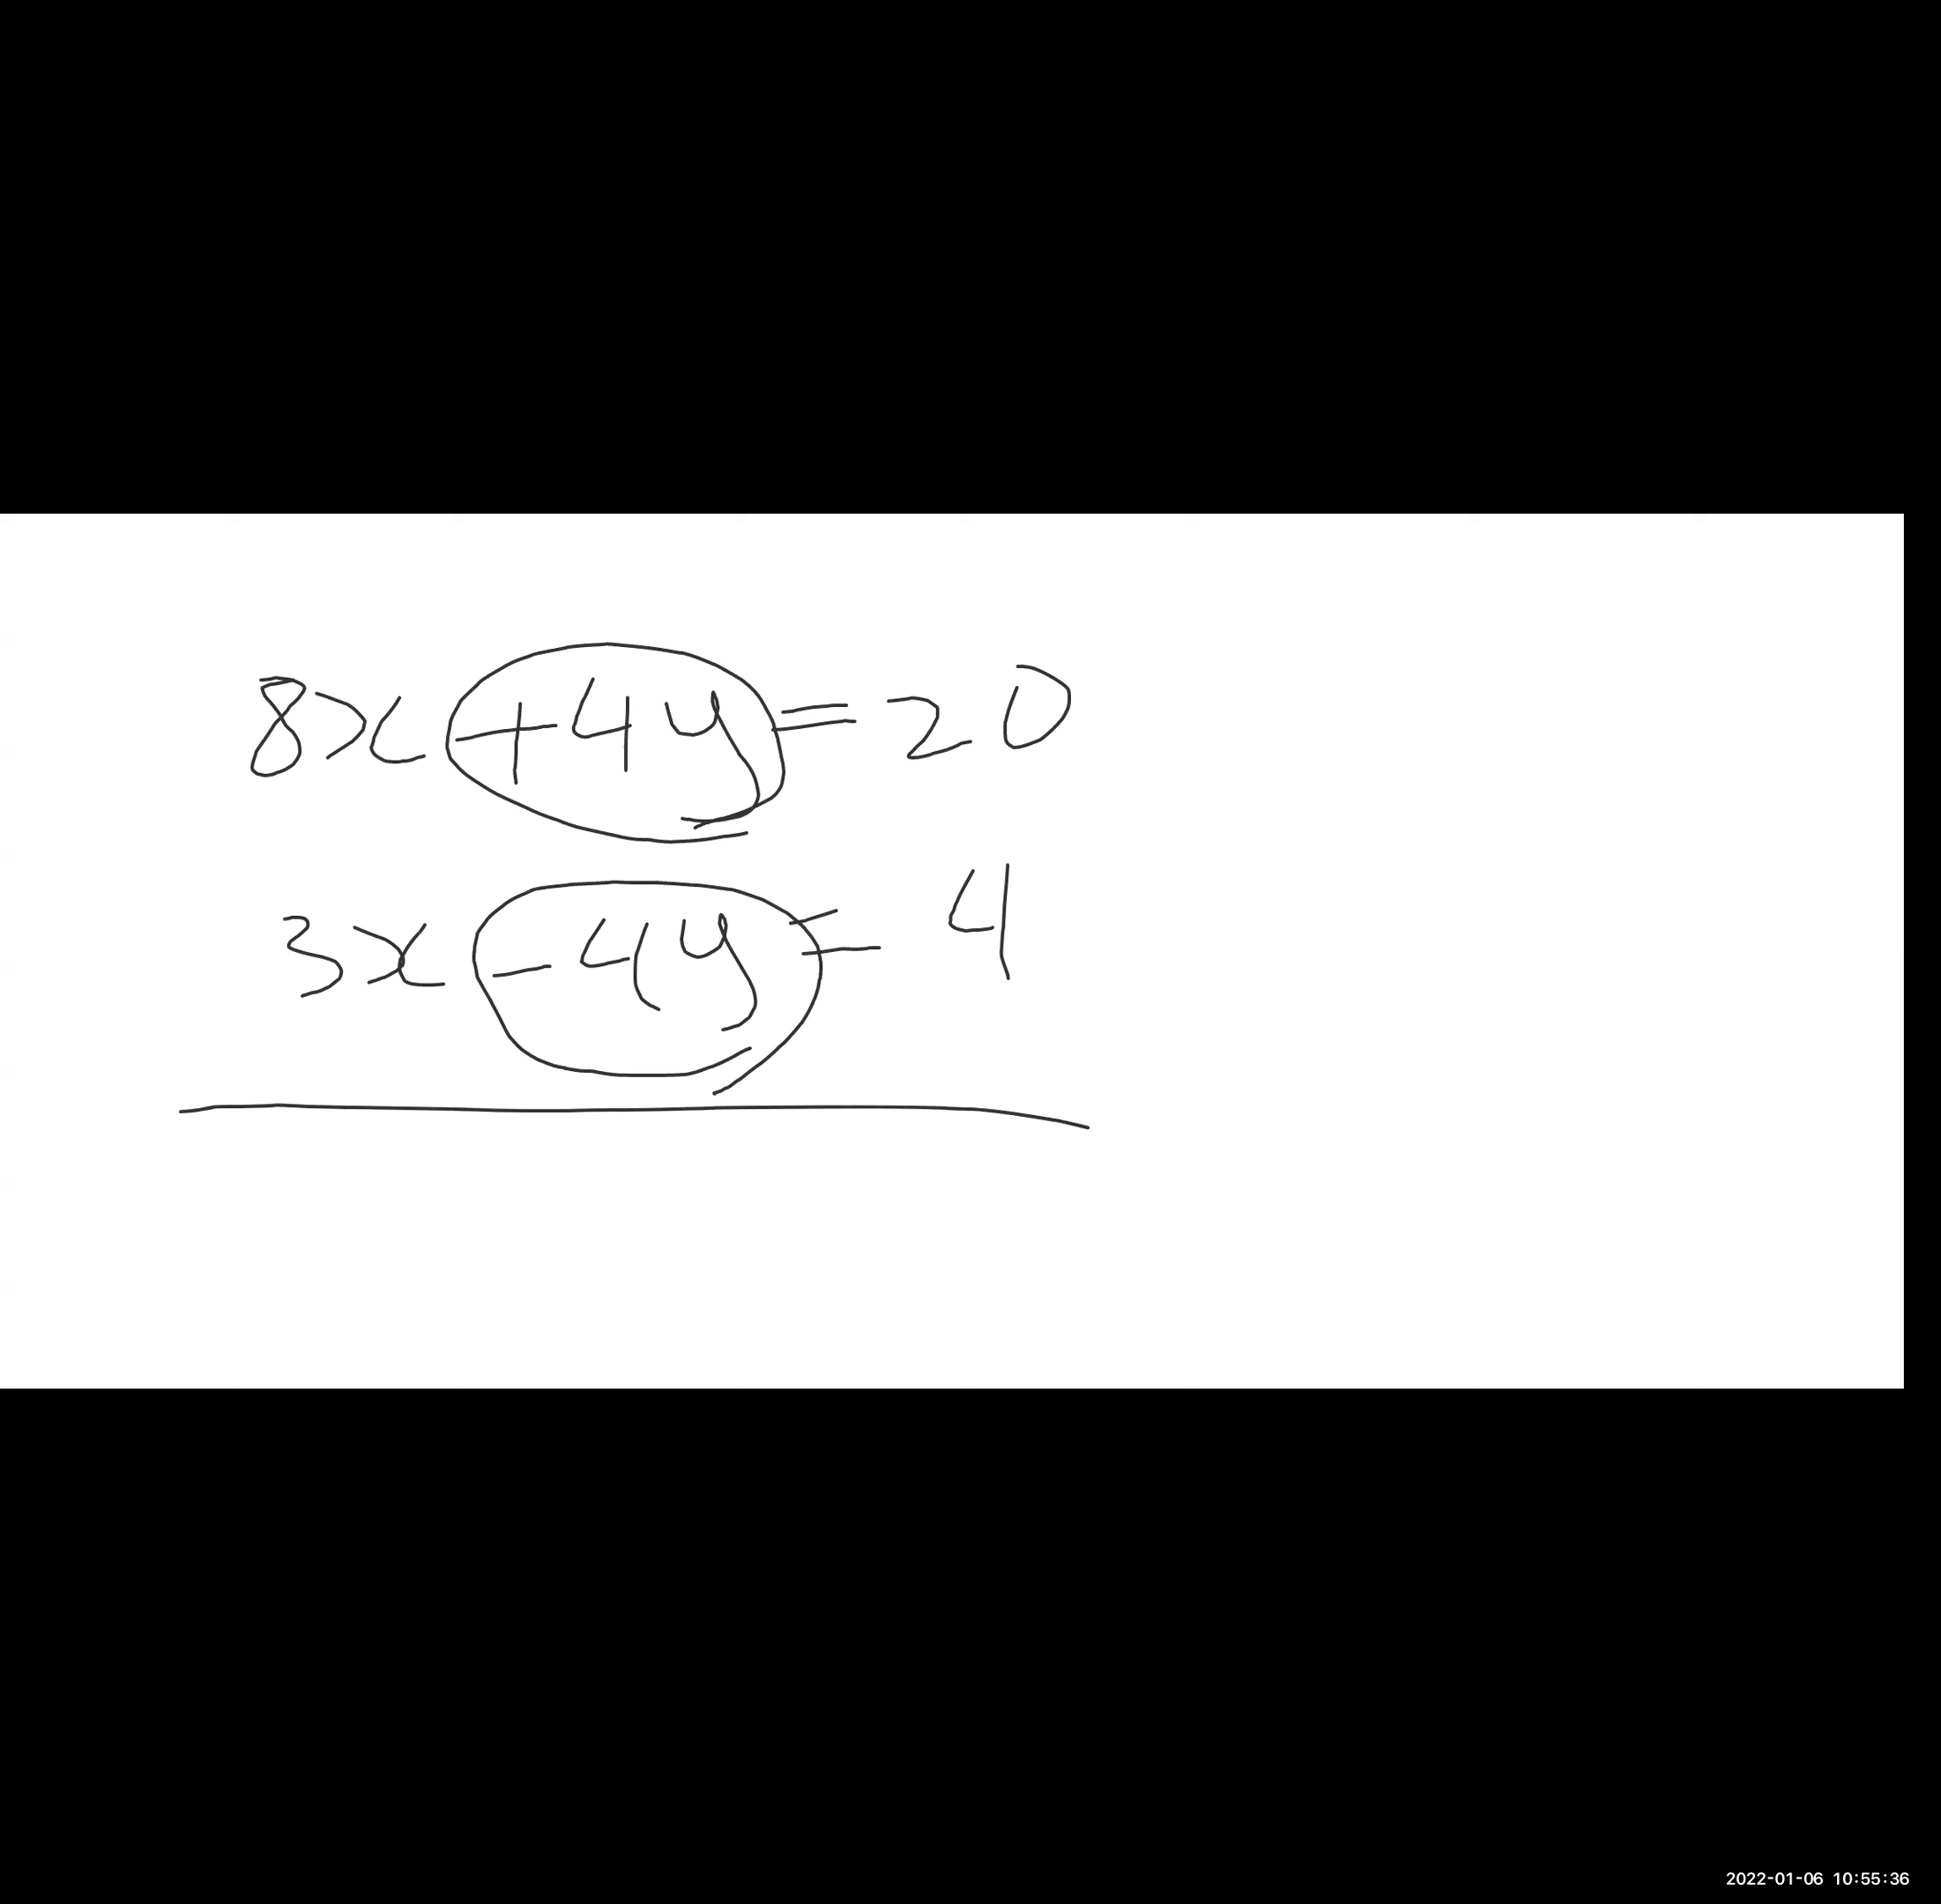 8x + 4y = 20
3x - 4y = 4
2022-01-06 10:55:36